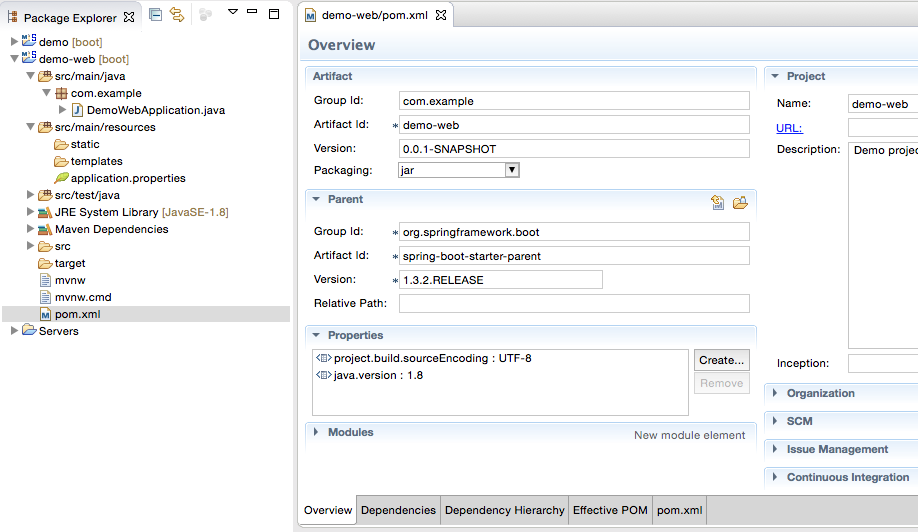 Package Explorer
demo [boot]
demo-web [boot]
src/main/java
com.example
DemoWebApplication.java
src/main/resources
static
templates
application.properties
src/test/java
JRE System Library [JavaSE-1.8]
Maven Dependencies
src
target
mvnw
mvnw.cmd
pom.xml
Servers
demo-web/pom.xml
Overview
Artifact
Group Id: com.example
Artifact Id: * demo-web
Version: 0.0.1-SNAPSHOT
Packaging: jar
Parent
Group Id: * org.springframework.boot
Artifact Id: * spring-boot-starter-parent
Version: * 1.3.2.RELEASE
Relative Path:
Properties
project.build.sourceEncoding : UTF-8
java.version : 1.8
Create...
Remove
Modules
New module element
Project
Name: demo-web
URL:
Description: Demo projec
Inception:
Organization
SCM
Issue Management
Continuous Integration
Overview Dependencies Dependency Hierarchy Effective POM pom.xml